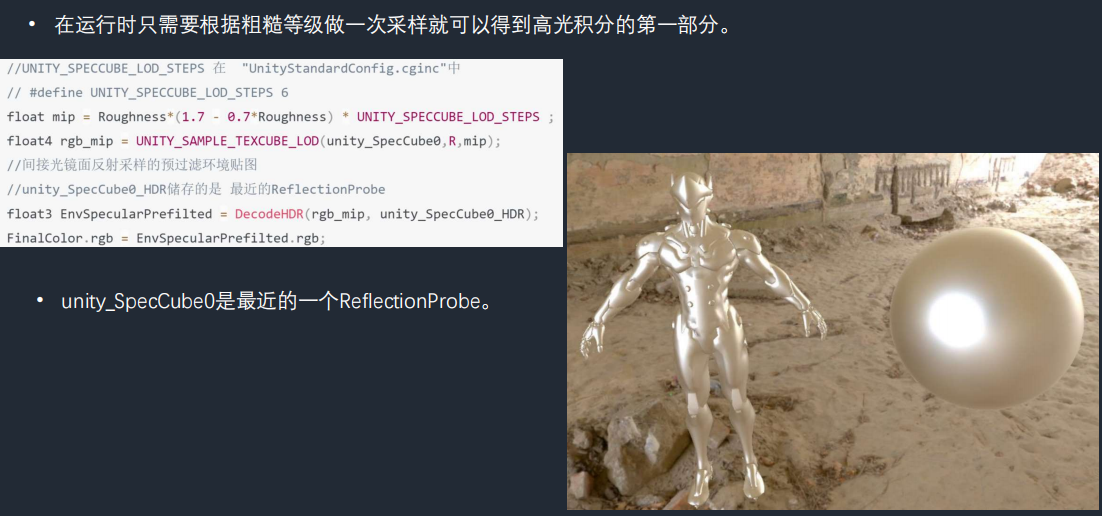 • 在运行时只需要根据粗糙等级做一次采样就可以得到高光积分的第一部分。
//UNITY_SPECCUBE_LOD_STEPS 在  "UnityStandardConfig.cginc"中
// #define UNITY_SPECCUBE_LOD_STEPS 6
float mip = Roughness*(1.7 - 0.7*Roughness) * UNITY_SPECCUBE_LOD_STEPS ;
float4 rgb_mip = UNITY_SAMPLE_TEXCUBE_LOD(unity_SpecCube0,R,mip);
//间接光镜面反射采样的预过滤环境贴图
//unity_SpecCube0_HDR储存的是 最近的ReflectionProbe
float3 EnvSpecularPrefilted = DecodeHDR(rgb_mip, unity_SpecCube0_HDR);
FinalColor.rgb = EnvSpecularPrefilted.rgb;
• unity_SpecCube0是最近的一个ReflectionProbe。